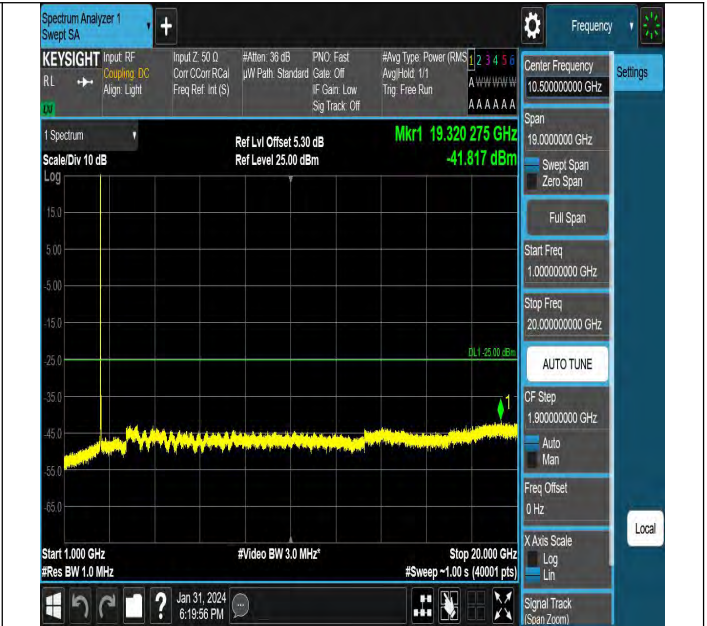 Spectrum Analyzer 1
Swept SA
+
Frequency
KEYSIGHT
RL
Input: RF
Coupling: DC
Align: Light
Input Z: 50 Ω
Corr CCorr RCal
Freq Ref: Int (S)
#Atten: 36 dB
µW Path: Standard
PNO: Fast
Gate: Off
IF Gain: Low
Sig Track: Off
#Avg Type: Power (RMS
Avg|Hold: 1/1
Trig: Free Run
1 2 3 4 5 6
A W W W W W
A A A A A A
1 Spectrum
Scale/Div 10 dB
Log
Ref Lvl Offset 5.30 dB
Ref Level 25.00 dBm
Mkr1 19.320 275 GHz
-41.817 dBm
15.0
5.00
-5.00
-15.0
-25.0
-35.0
-45.0
-55.0
-65.0
DL1 -25.00 dBm
1
Start 1.000 GHz
#Res BW 1.0 MHz
#Video BW 3.0 MHz*
Stop 20.000 GHz
#Sweep ~1.00 s (40001 pts)
?
Jan 31, 2024
6:19:56 PM
Center Frequency
10.500000000 GHz
Settings
Span
19.0000000 GHz
Swept Span
Zero Span
Full Span
Start Freq
1.000000000 GHz
Stop Freq
20.000000000 GHz
AUTO TUNE
CF Step
1.900000000 GHz
Auto
Man
Freq Offset
0 Hz
Local
X Axis Scale
Log
Lin
Signal Track
(Span Zoom)